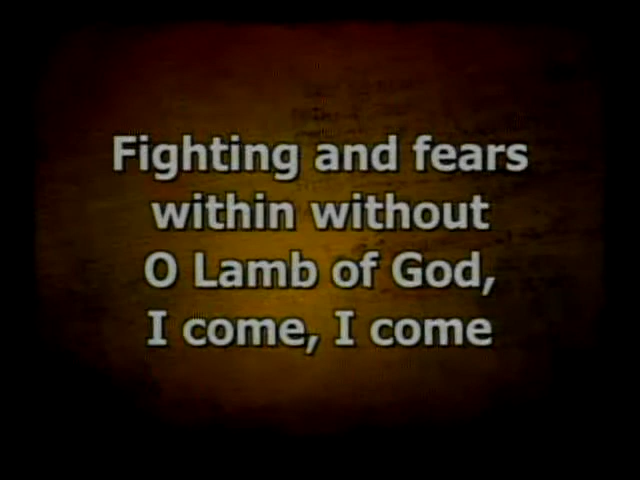 Fighting and fears
within without
O Lamb of God,
I come, I come